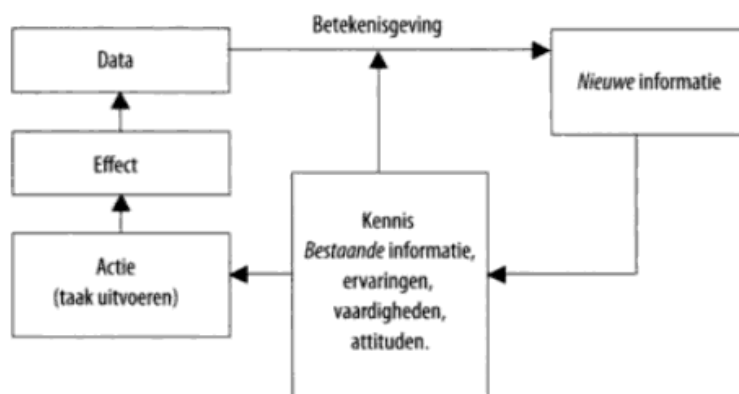 Betekenisgeving
Data
Nieuwe informatie
Effect
Actie
(taak uitvoeren)
Kennis
Bestaande informatie,
ervaringen,
vaardigheden,
attituden.